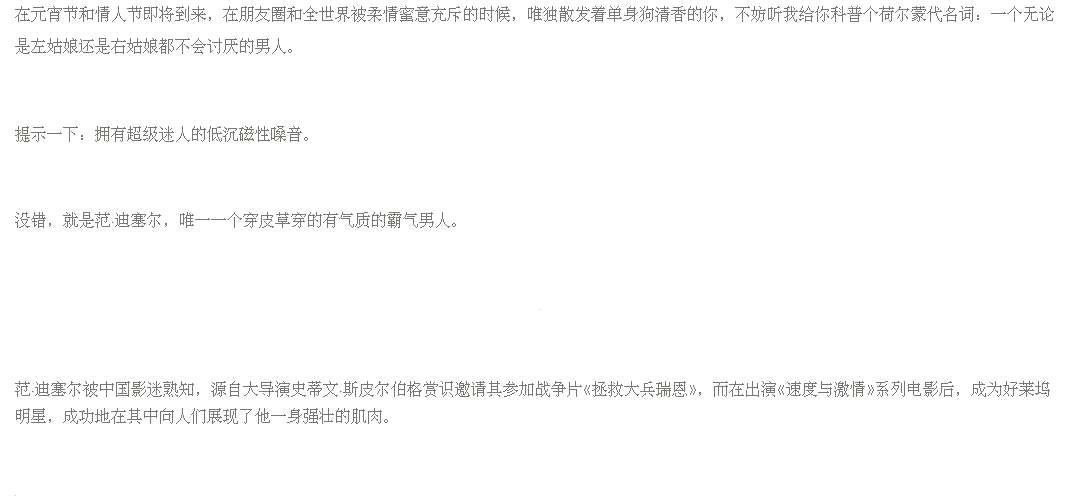 在元宵节和情人节即将到来，在朋友圈和全世界被柔情蜜意充斥的时候，唯独散发着单身狗清香的你，不妨听我给你科普个荷尔蒙代名词：一个无论
是左姑娘还是右姑娘都不会讨厌的男人。
提示一下：拥有超级迷人的低沉磁性嗓音。
没错，就是范·迪塞尔，唯一一个穿皮草穿的有气质的霸气男人。
范·迪塞尔被中国影迷熟知，源自大导演史蒂文·斯皮尔伯格赏识邀请其参加战争片《拯救大兵瑞恩》，而在出演《速度与激情》系列电影后，成为好莱坞
明星，成功地在其中向人们展现了他一身强壮的肌肉。